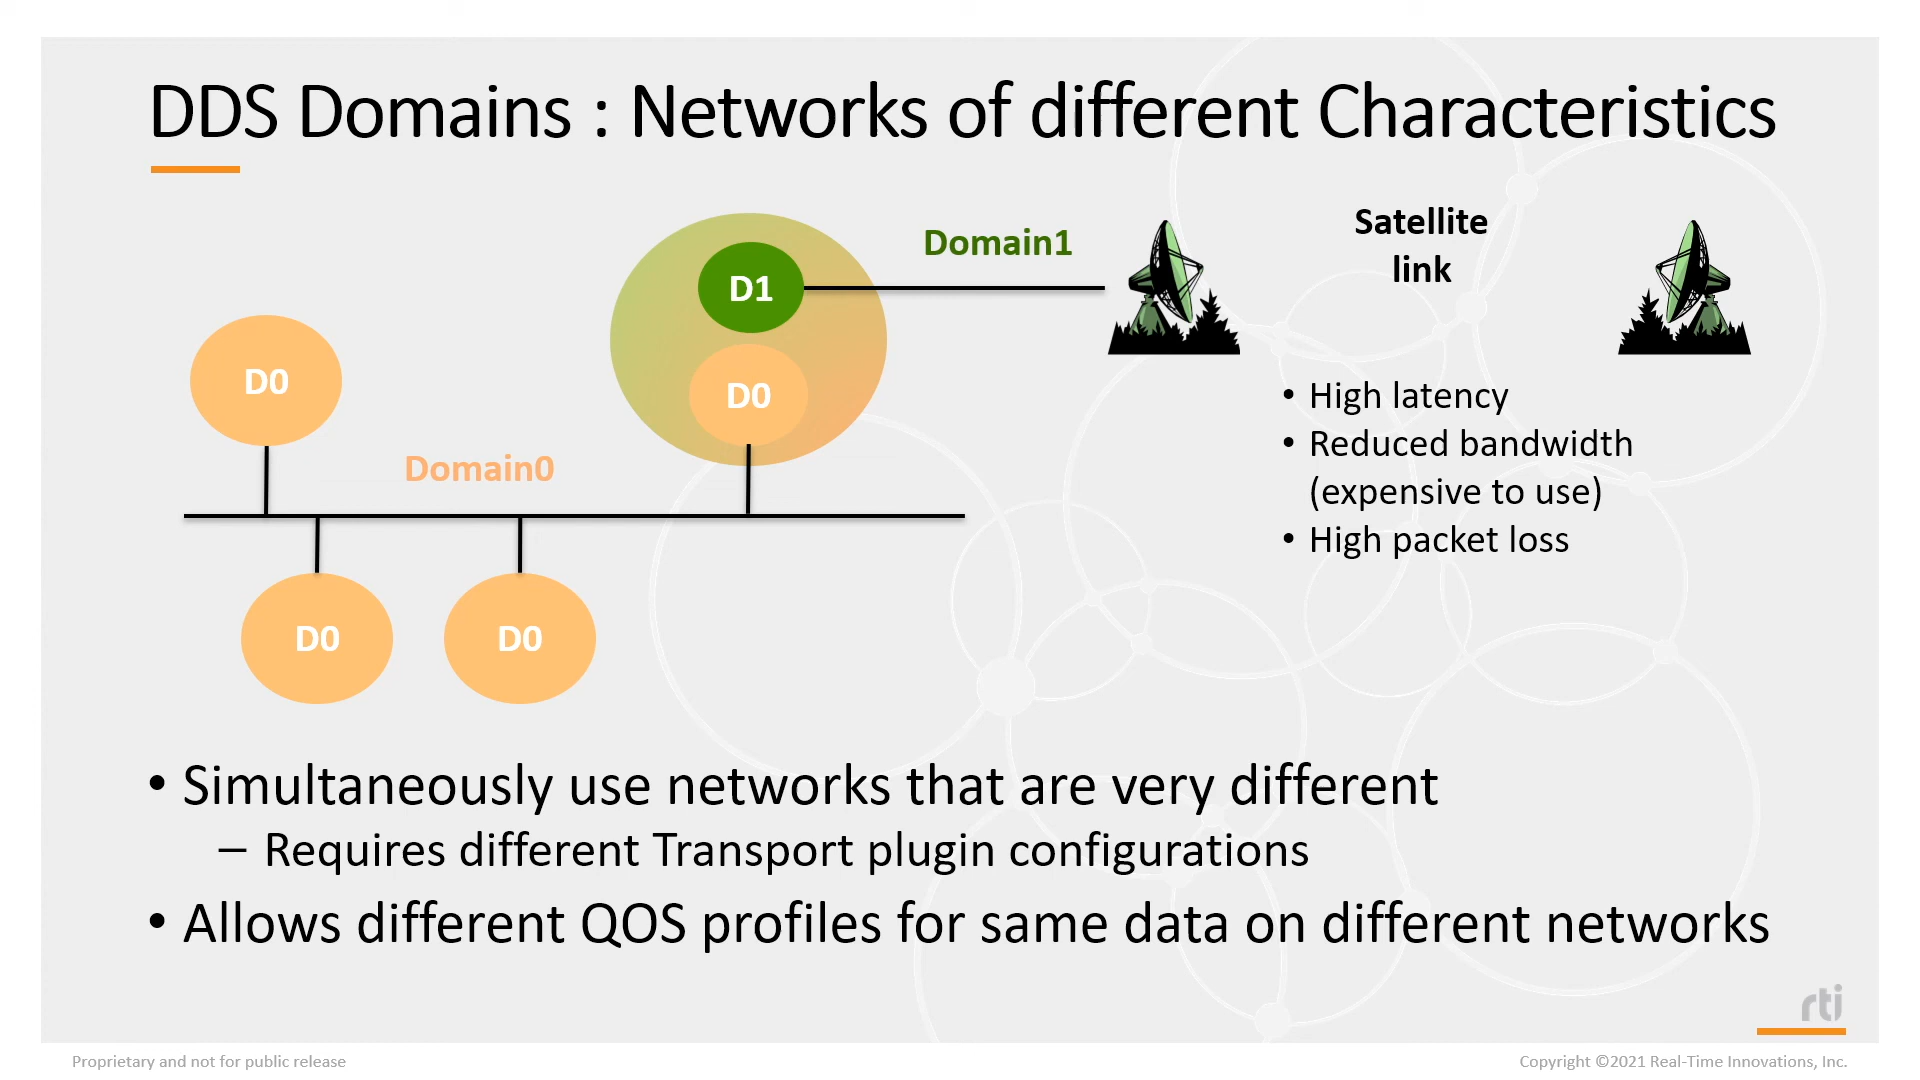 DDS Domains : Networks of different Characteristics
Domain1
Satellite
link
D1
D0
D0
Domain0
D0
D0
• High latency
• Reduced bandwidth
(expensive to use)
• High packet loss
• Simultaneously use networks that are very different
– Requires different Transport plugin configurations
• Allows different QOS profiles for same data on different networks
rti
Proprietary and not for public release
Copyright ©2021 Real-Time Innovations, Inc.